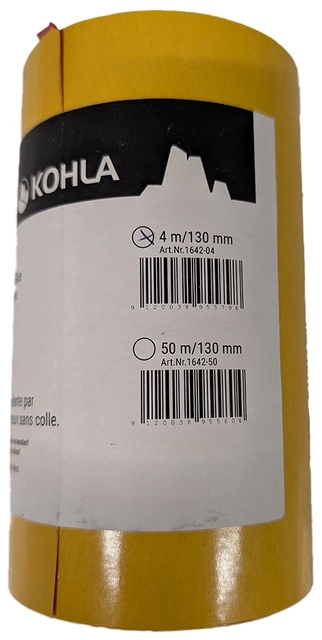 KOHLA
4 m/130 mm
Art.Nr.1642-04
9 120038 955798
50 m/130 mm
Art.Nr.1642-50
9 120038 955804
par
sans colle.